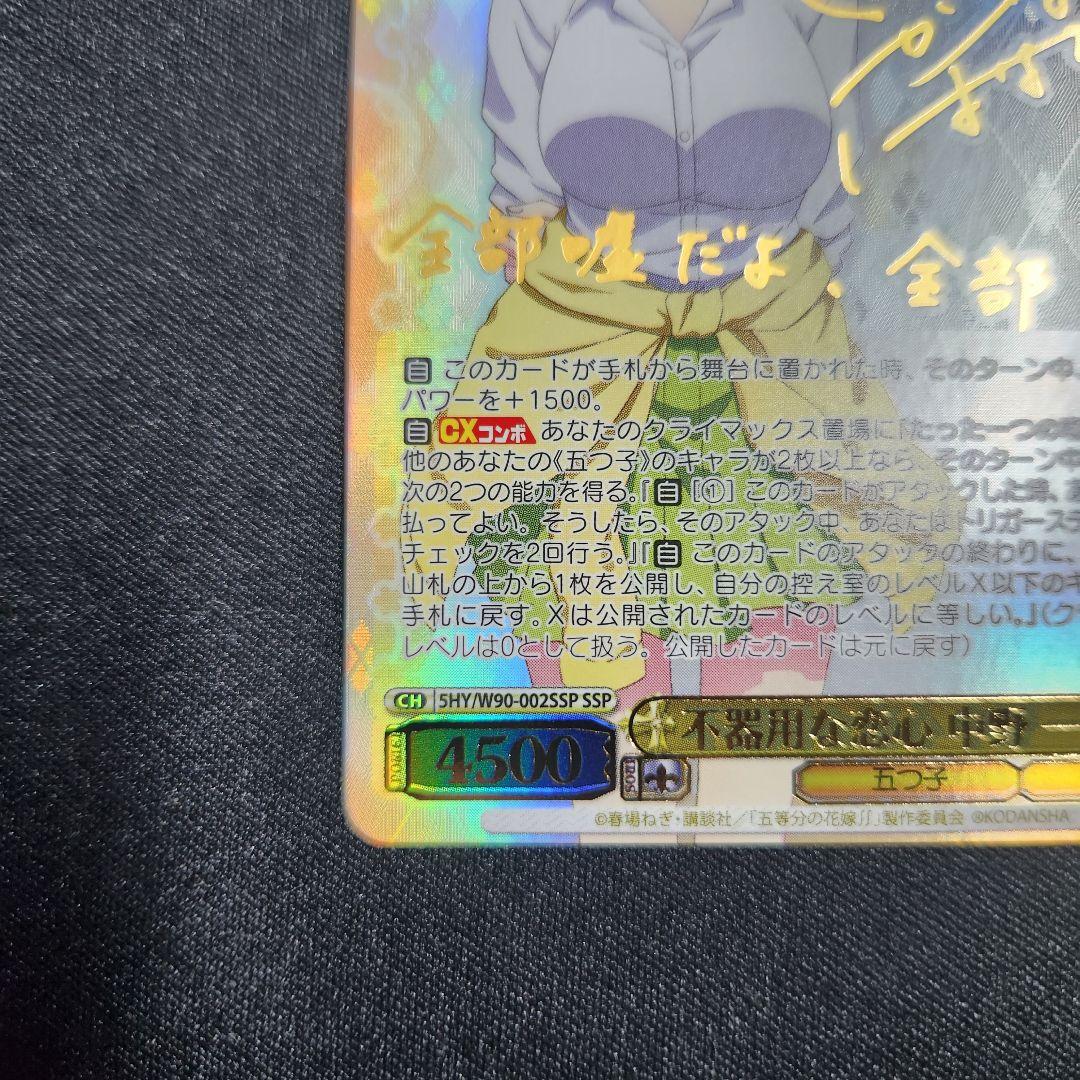 全部嘘だよ、全部
自 このカードが手札から舞台に置かれた時、そのターン中、
パワーを＋1500。
自 CXコンボ あなたのクライマックス置場に「たった一つの
他のあなたの《五つ子》のキャラが2枚以上なら、そのターン中
次の2つの能力を得る。『自 [①] このカードがアタックした時、
払ってよい。そうしたら、そのアタック中、あなたはトリガーステ
チェックを2回行う。』『自 このカードのアタックの終わりに、
山札の上から1枚を公開し、自分の控え室のレベルX以下のキ
手札に戻す。Xは公開されたカードのレベルに等しい。』（ク
レベルは0として扱う。公開したカードは元に戻す）
CH 5HY/W90-002SSP SSP
POWER 4500
不器用な恋心 中野 一
五つ子
©春場ねぎ・講談社／「五等分の花嫁∬」製作委員会 ®KODANSHA